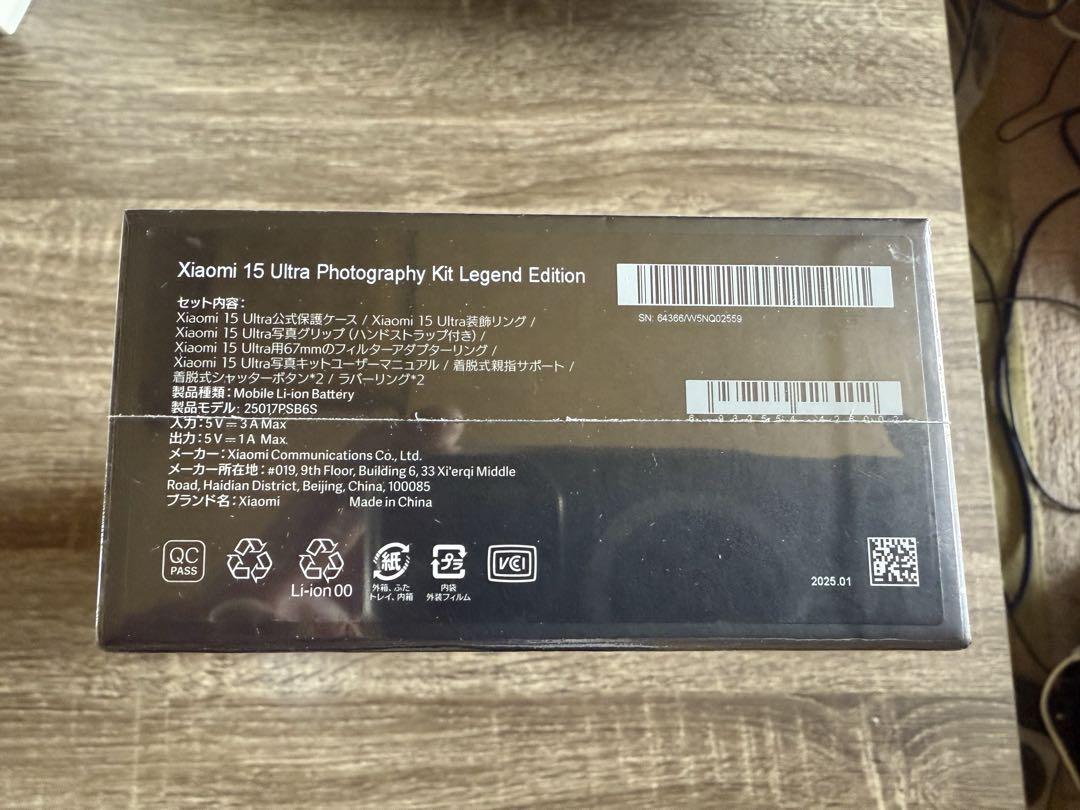 Xiaomi 15 Ultra Photography Kit Legend Edition
セット内容：
Xiaomi 15 Ultra公式保護ケース / Xiaomi 15 Ultra装飾リング /
Xiaomi 15 Ultra写真グリップ（ハンドストラップ付き）/
Xiaomi 15 Ultra用67mmのフィルターアダプターリング /
Xiaomi 15 Ultra写真キットユーザーマニュアル / 着脱式親指サポート /
着脱式シャッターボタン*2 / ラバーリング*2
製品種類：Mobile Li-ion Battery
製品モデル：25017PSB6S
入力：5V⎓3A Max
出力：5V⎓1A Max
メーカー：Xiaomi Communications Co., Ltd.
メーカー所在地：#019, 9th Floor, Building 6, 33 Xi'erqi Middle
Road, Haidian District, Beijing, China, 100085
ブランド名：Xiaomi Made in China
SN: 64366/W5NQ02559
QC
PASS
Li-ion 00
紙
外箱、ふた
トレイ、内箱
プラ
内袋
外装フィルム
VCCI
2025.01